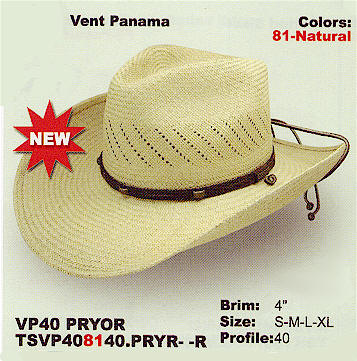 Vent Panama
Colors:
81-Natural
NEW
VP40 PRYOR
TSVP408140.PRYR- -R
Brim: 4"
Size: S-M-L-XL
Profile:40